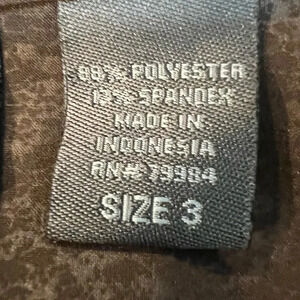 88% POLYESTER
12% SPANDEX
MADE IN
INDONESIA
RN# 79984
SIZE 3